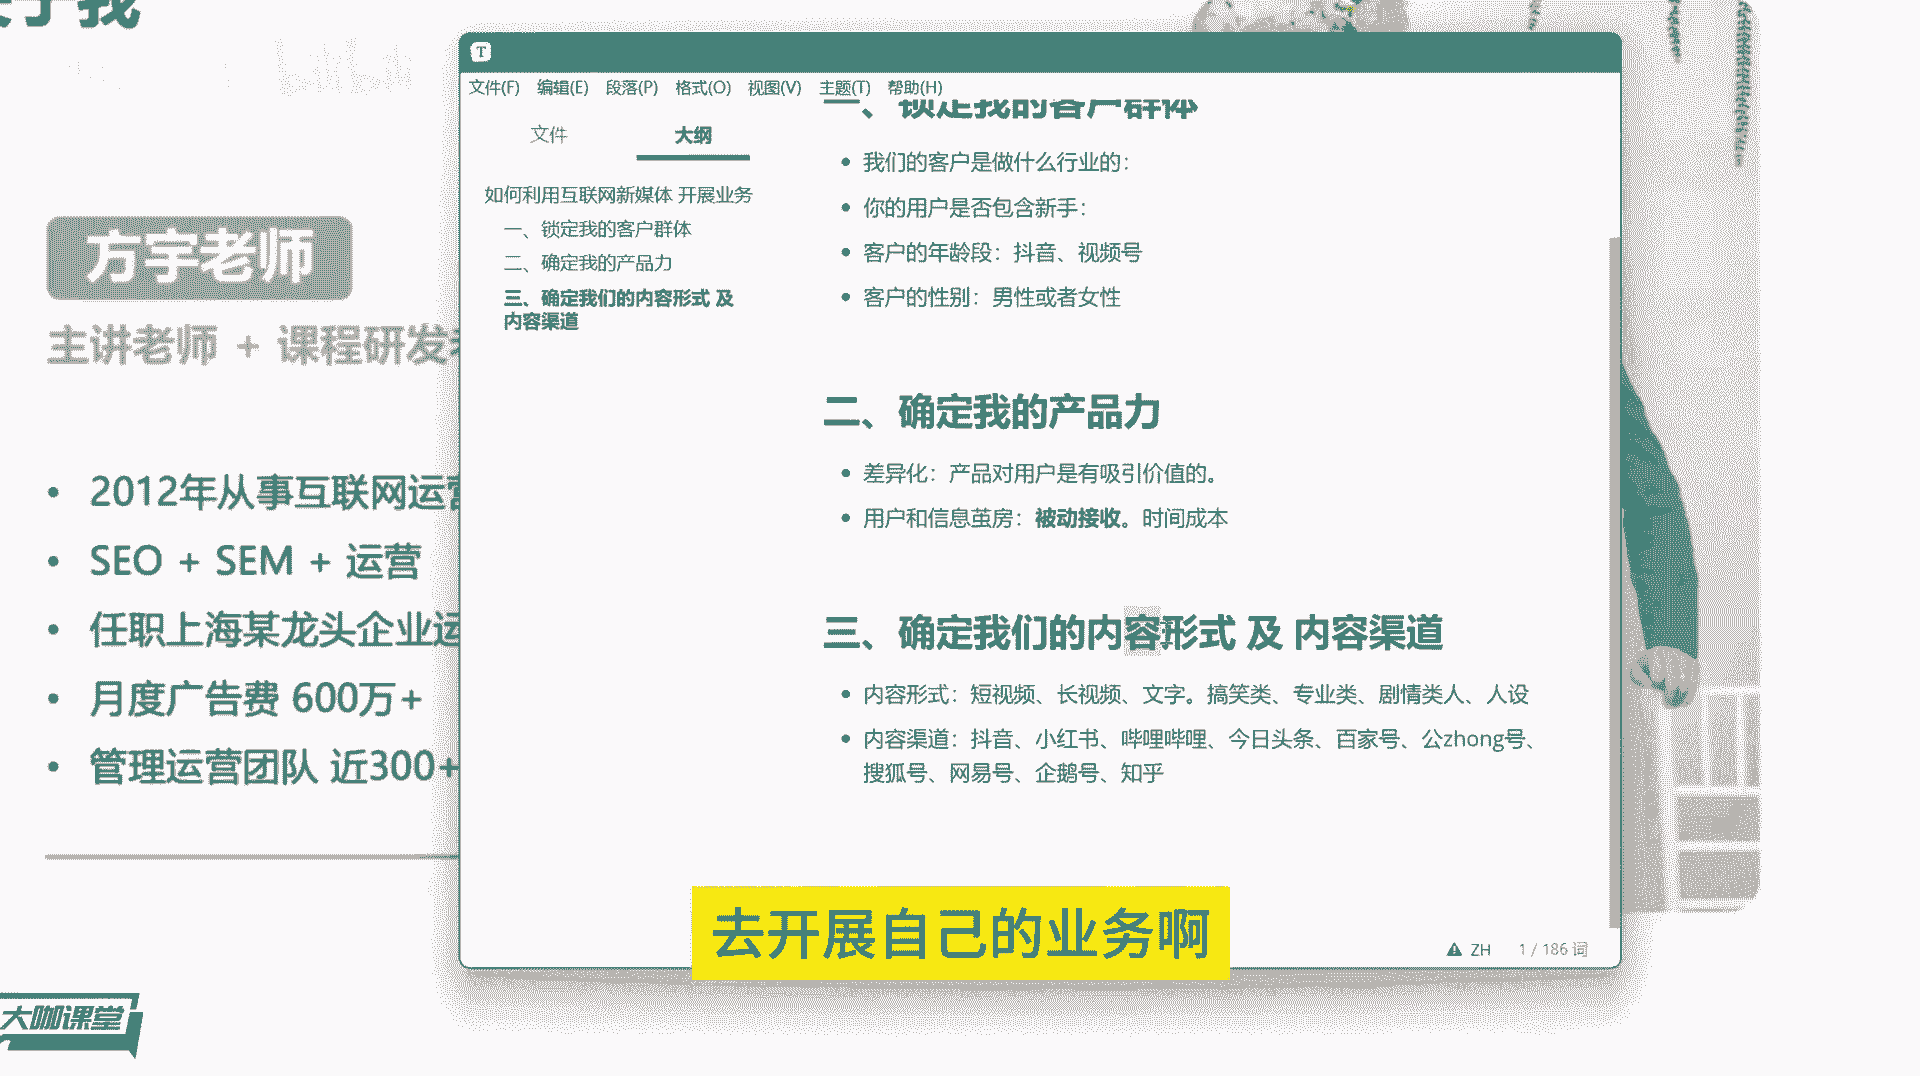 于我
bilibili
方宇老师
主讲老师 + 课程研发
2012年从事互联网运营
SEO + SEM + 运营
任职上海某龙头企业运
月度广告费 600万+
管理运营团队 近300+
大咖课堂
T
文件(F) 编辑(E) 段落(P) 格式(O) 视图(V) 主题(T) 帮助(H)
文件 大纲
如何利用互联网新媒体 开展业务
一、锁定我的客户群体
二、确定我的产品力
三、确定我们的内容形式 及
内容渠道
一、锁定我的客户群体
我们的客户是做什么行业的：
你的用户是否包含新手：
客户的年龄段：抖音、视频号
客户的性别：男性或者女性
二、确定我的产品力
差异化：产品对用户是有吸引价值的。
用户和信息茧房：被动接收。时间成本
三、确定我们的内容形式 及 内容渠道
内容形式：短视频、长视频、文字。搞笑类、专业类、剧情类人、人设
内容渠道：抖音、小红书、哔哩哔哩、今日头条、百家号、公zhong号、
搜狐号、网易号、企鹅号、知乎
ZH 1 / 186 词
去开展自己的业务啊